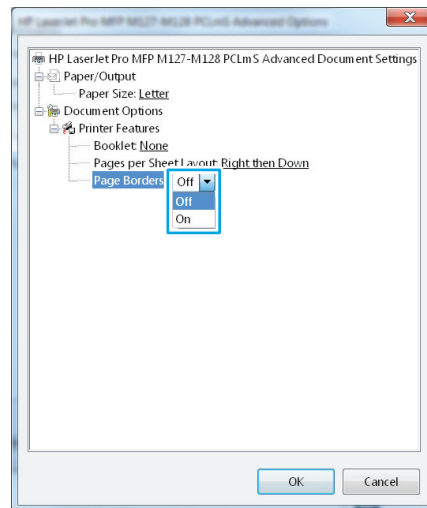 HP LaserJet Pro MFP M127-M128 PCLmS Advanced Options
HP LaserJet Pro MFP M127-M128 PCLmS Advanced Document Settings
Paper/Output
Paper Size: Letter
Document Options
Printer Features
Booklet: None
Pages per Sheet Layout: Right then Down
Page Borders Off
Off
On
OK Cancel